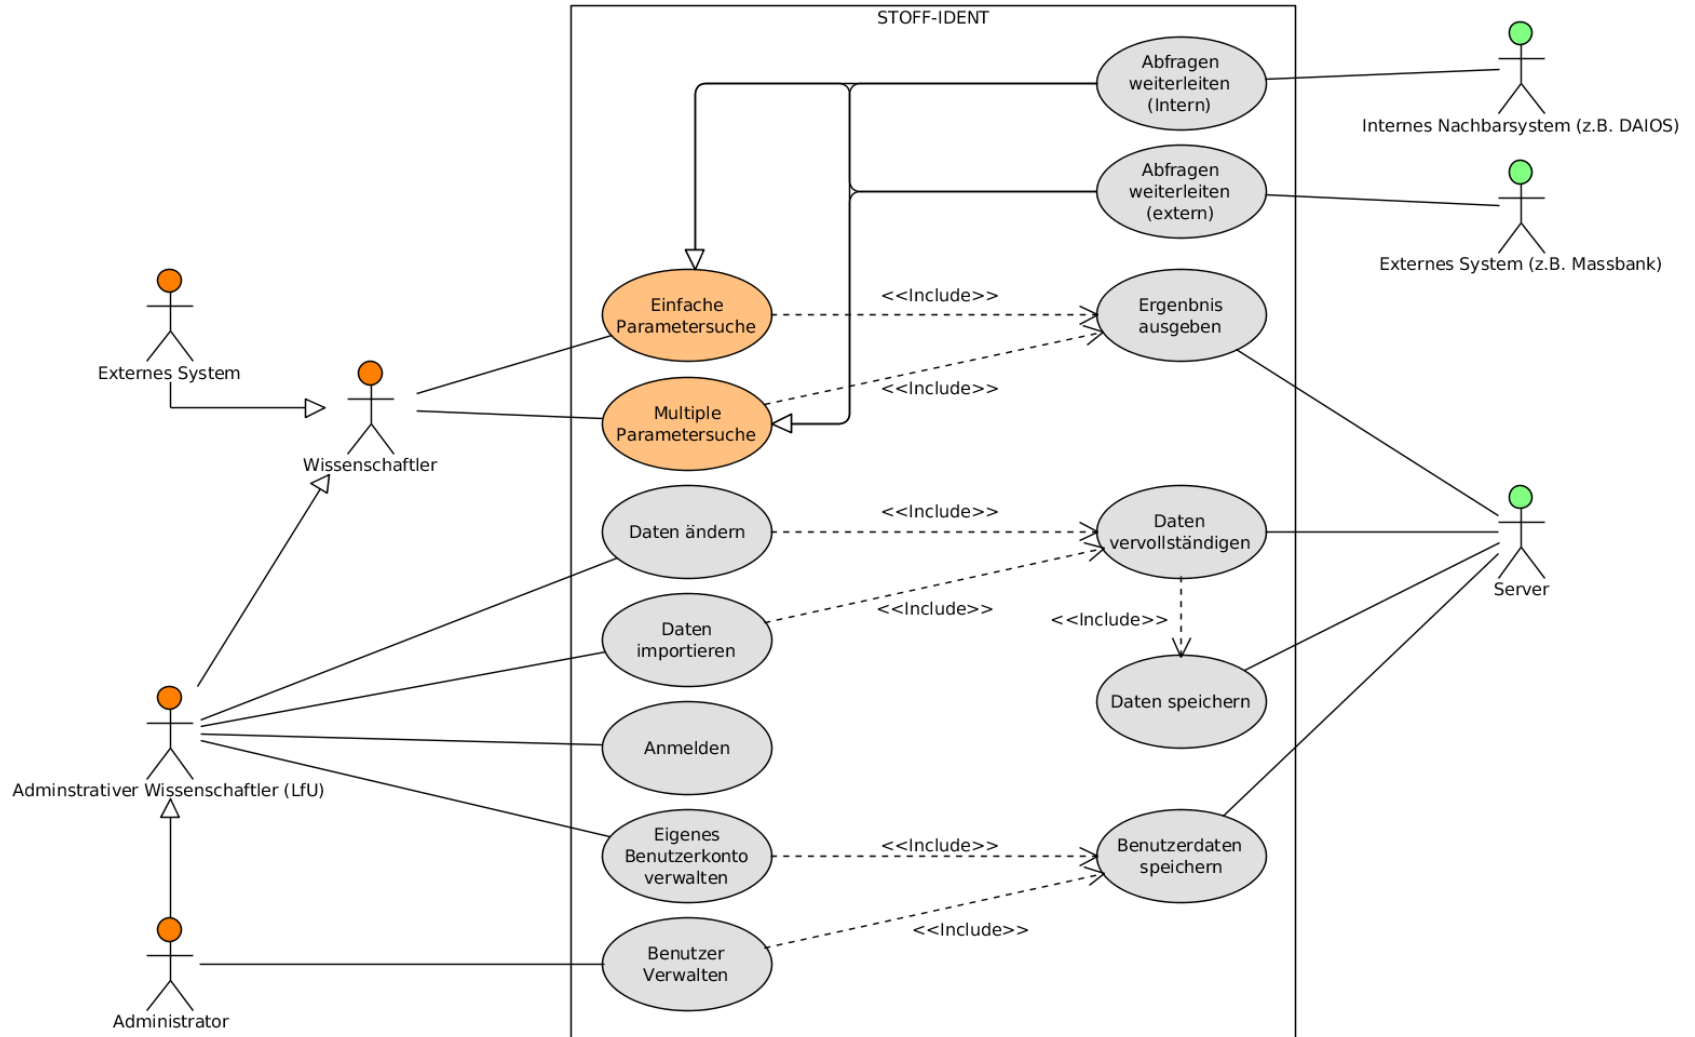 STOFF-IDENT
Abfragen
weiterleiten
(Intern)
Internes Nachbarsystem (z.B. DAIOS)
Abfragen
weiterleiten
(extern)
Externes System (z.B. Massbank)
Externes System
Wissenschaftler
Einfache
Parametersuche
<<Include>>
Ergenbnis
ausgeben
Multiple
Parametersuche
<<Include>>
Daten ändern
<<Include>>
Daten
vervollständigen
Server
Daten
importieren
<<Include>>
<<Include>>
Daten speichern
Adminstrativer Wissenschaftler (LfU)
Anmelden
Eigenes
Benutzerkonto
verwalten
<<Include>>
Benutzerdaten
speichern
Benutzer
Verwalten
<<Include>>
Administrator